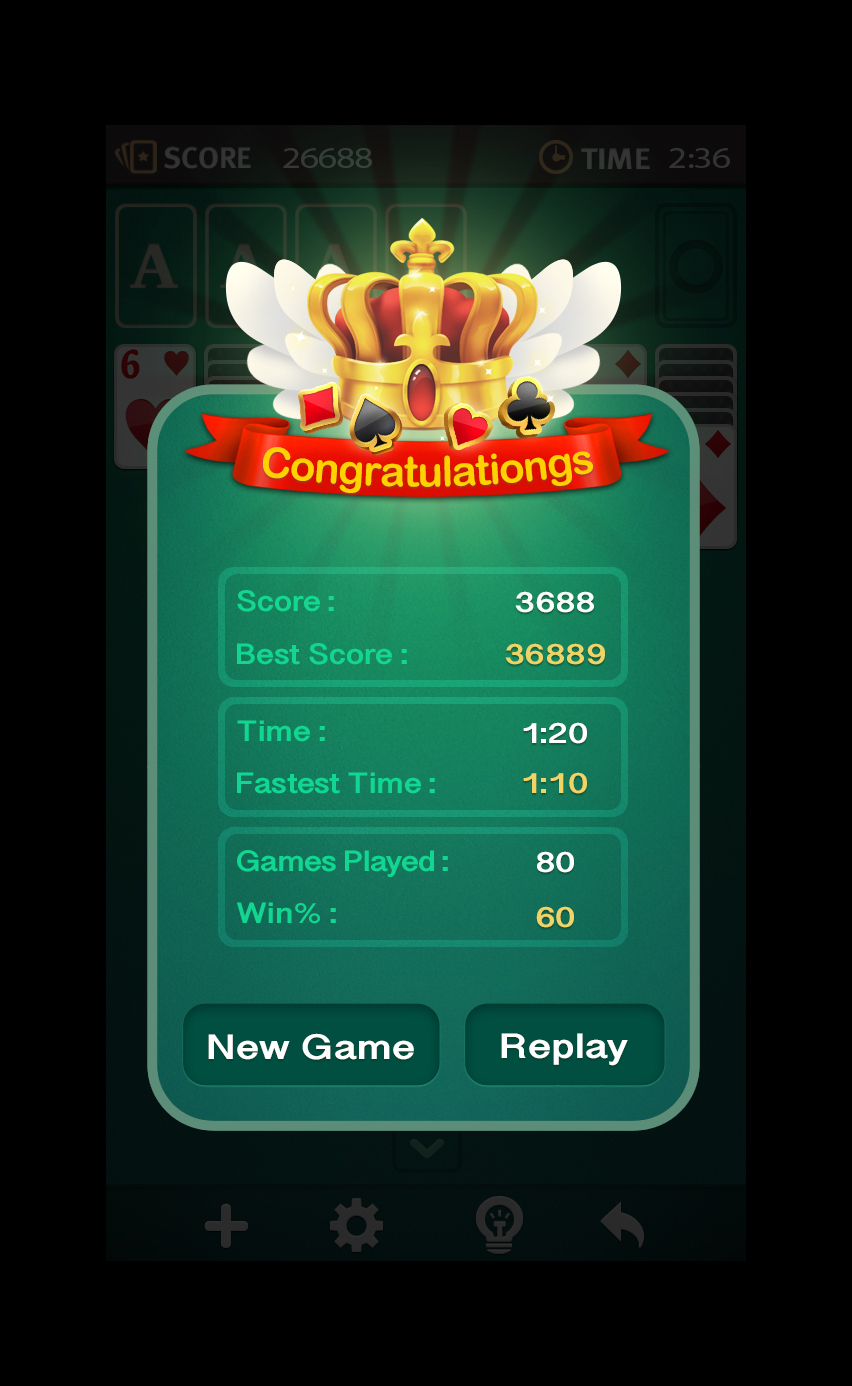 SCORE 26688 TIME 2:36
A A A A
6
Congratulationgs
Score : 3688
Best Score : 36889
Time : 1:20
Fastest Time : 1:10
Games Played : 80
Win% : 60
New Game Replay